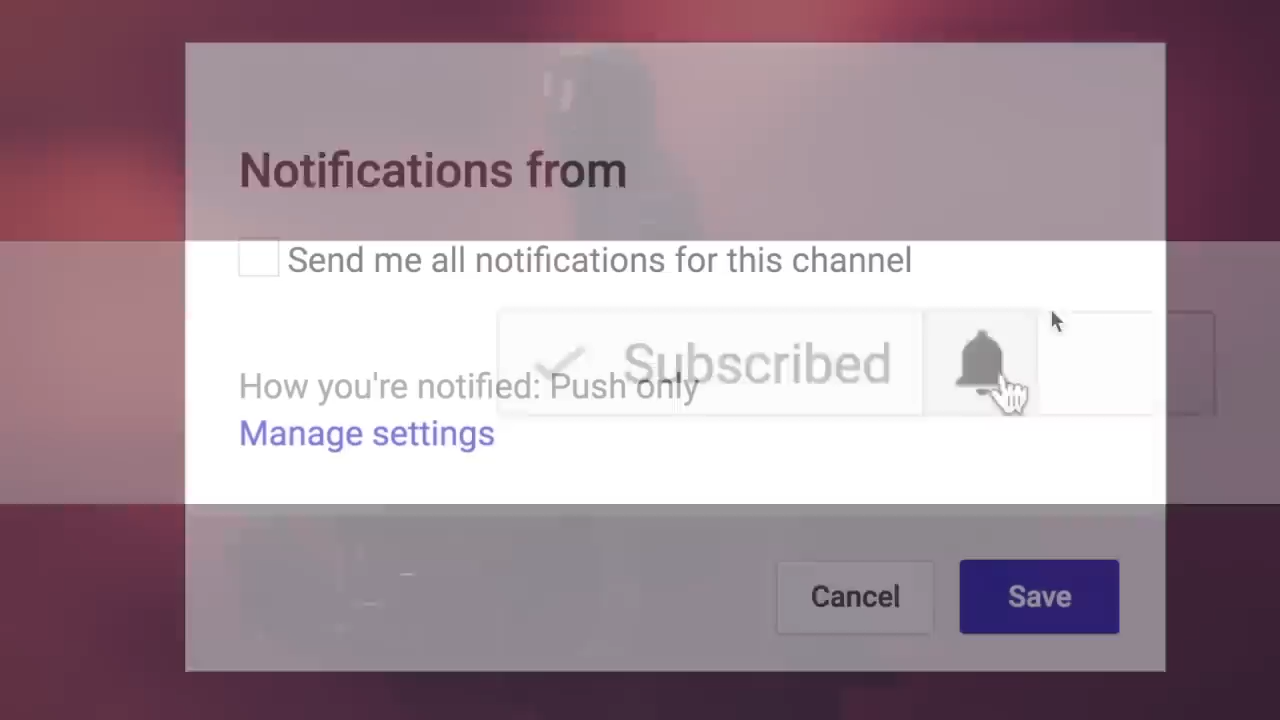 Notifications from
Send me all notifications for this channel
Subscribed
How you're notified: Push only
Manage settings
Cancel
Save